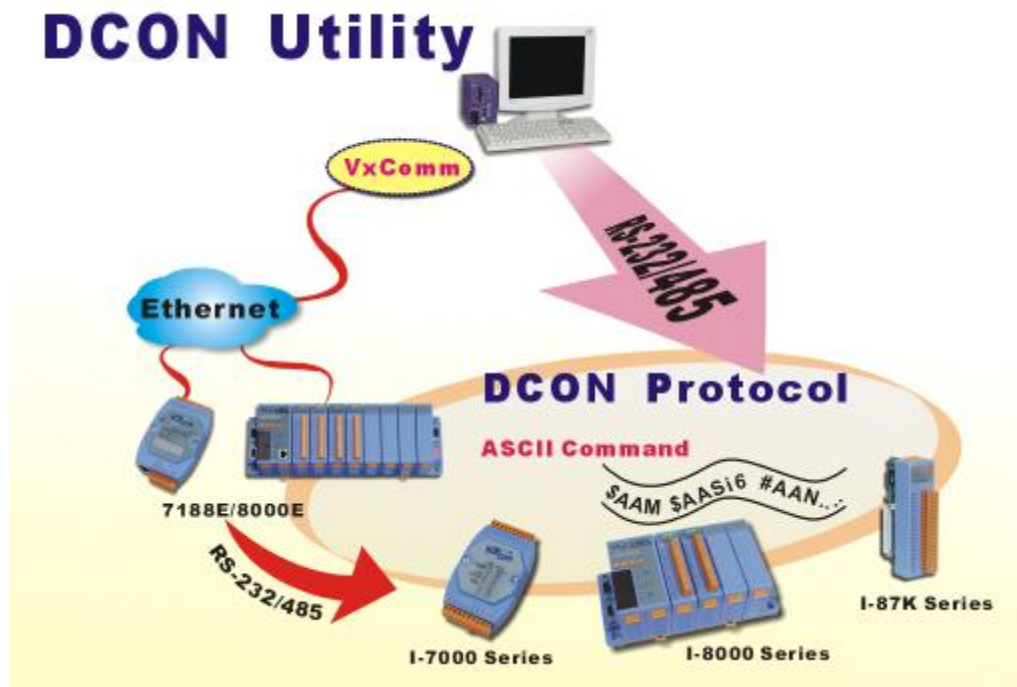 DCON Utility
VxComm
RS-232/485
Ethernet
DCON Protocol
ASCII Command
$AAM $AASi6 #AAN..:
7188E/8000E
RS-232/485
I-87K Series
I-7000 Series
I-8000 Series